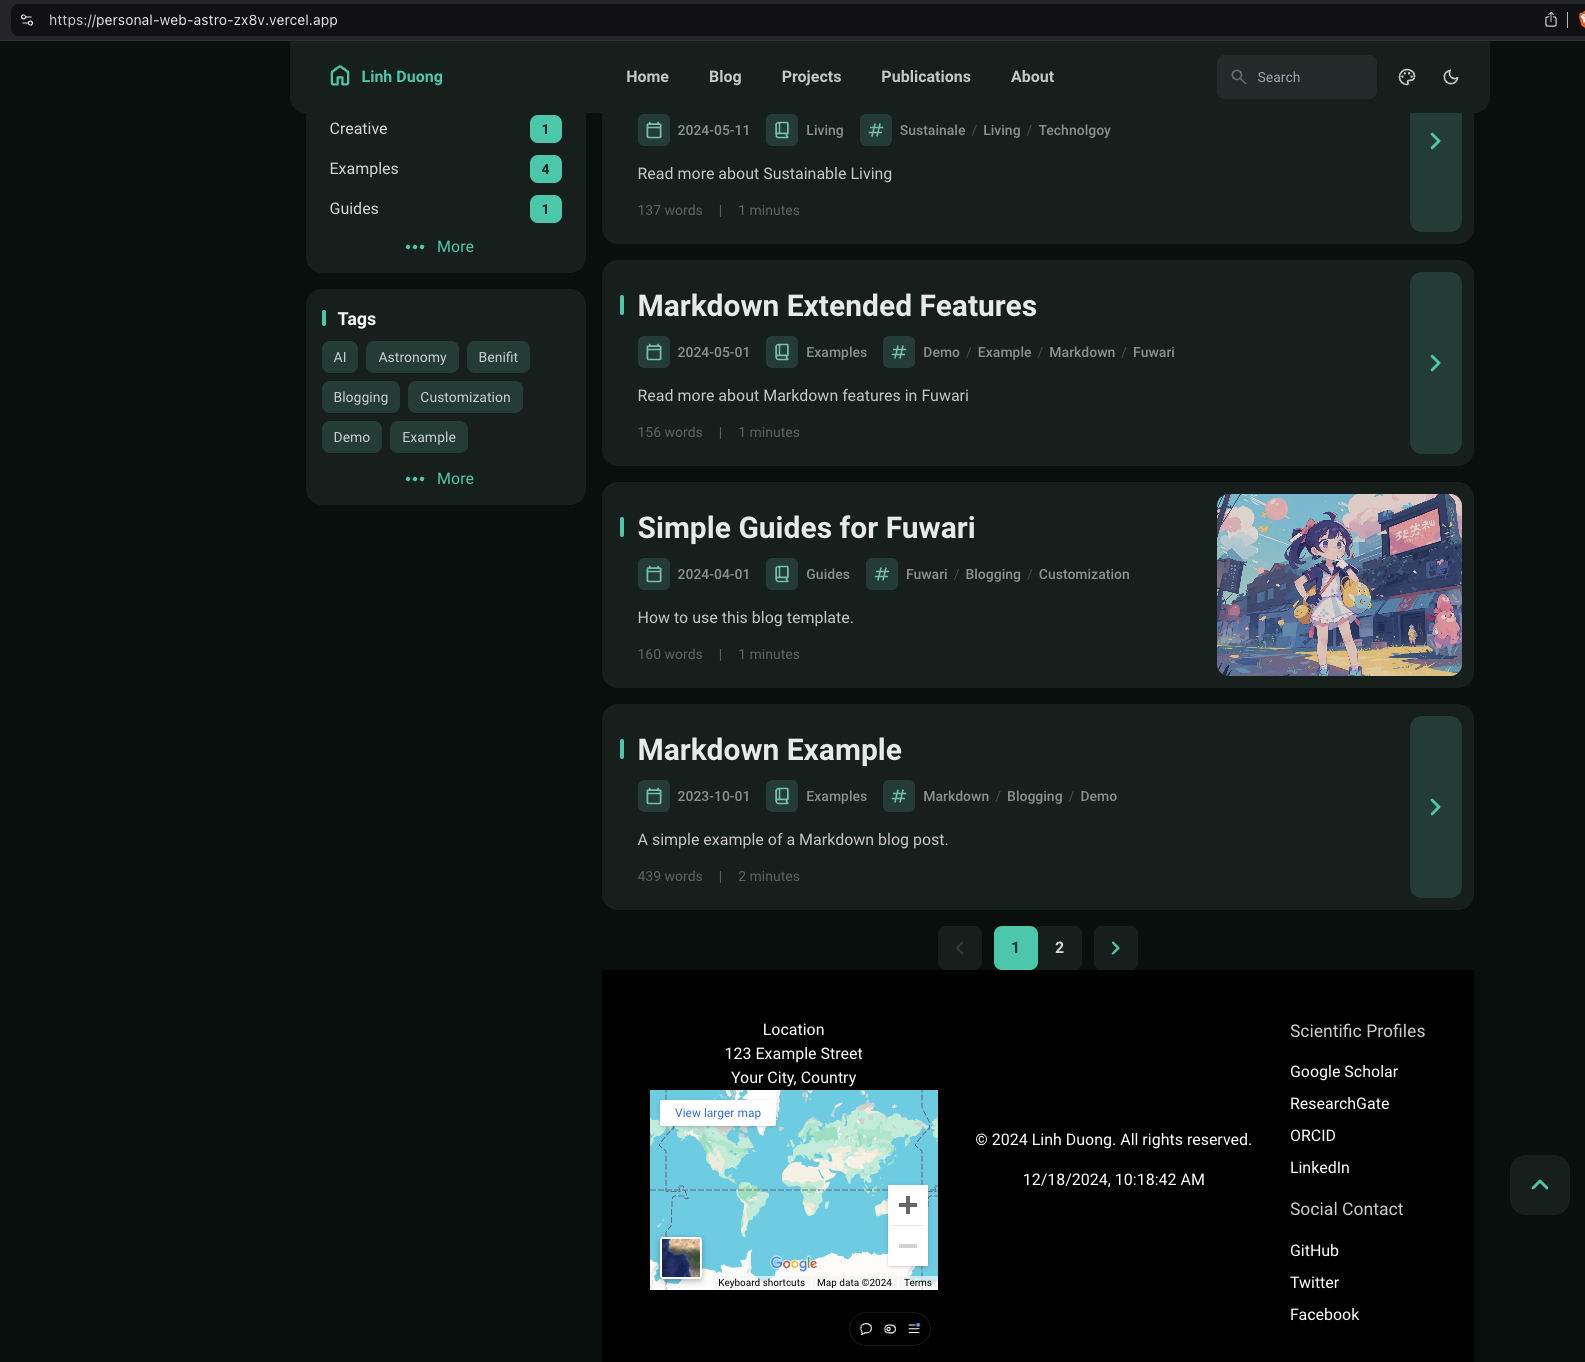 https://personal-web-astro-zx8v.vercel.app
Linh Duong
Home
Blog
Projects
Publications
About
Search
Creative
1
Examples
4
Guides
1
More
Tags
AI
Astronomy
Benifit
Blogging
Customization
Demo
Example
More
2024-05-11
Living
Sustainale / Living / Technolgoy
Read more about Sustainable Living
137 words | 1 minutes
Markdown Extended Features
2024-05-01
Examples
Demo / Example / Markdown / Fuwari
Read more about Markdown features in Fuwari
156 words | 1 minutes
Simple Guides for Fuwari
2024-04-01
Guides
Fuwari / Blogging / Customization
How to use this blog template.
160 words | 1 minutes
Markdown Example
2023-10-01
Examples
Markdown / Blogging / Demo
A simple example of a Markdown blog post.
439 words | 2 minutes
1
2
Location
123 Example Street
Your City, Country
View larger map
Google
Keyboard shortcuts
Map data ©2024
Terms
© 2024 Linh Duong. All rights reserved.
12/18/2024, 10:18:42 AM
Scientific Profiles
Google Scholar
ResearchGate
ORCID
LinkedIn
Social Contact
GitHub
Twitter
Facebook